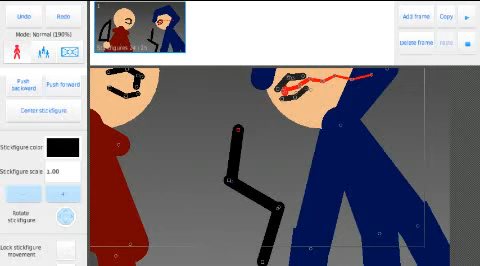 Undo Redo
Mode: Normal (190%)
Push backward
Push forward
Center stickfigure
Stickfigure color
Stickfigure scale 1.00
Rotate stickfigure
Lock stickfigure movement
1
Add frame Copy
Delete frame Paste